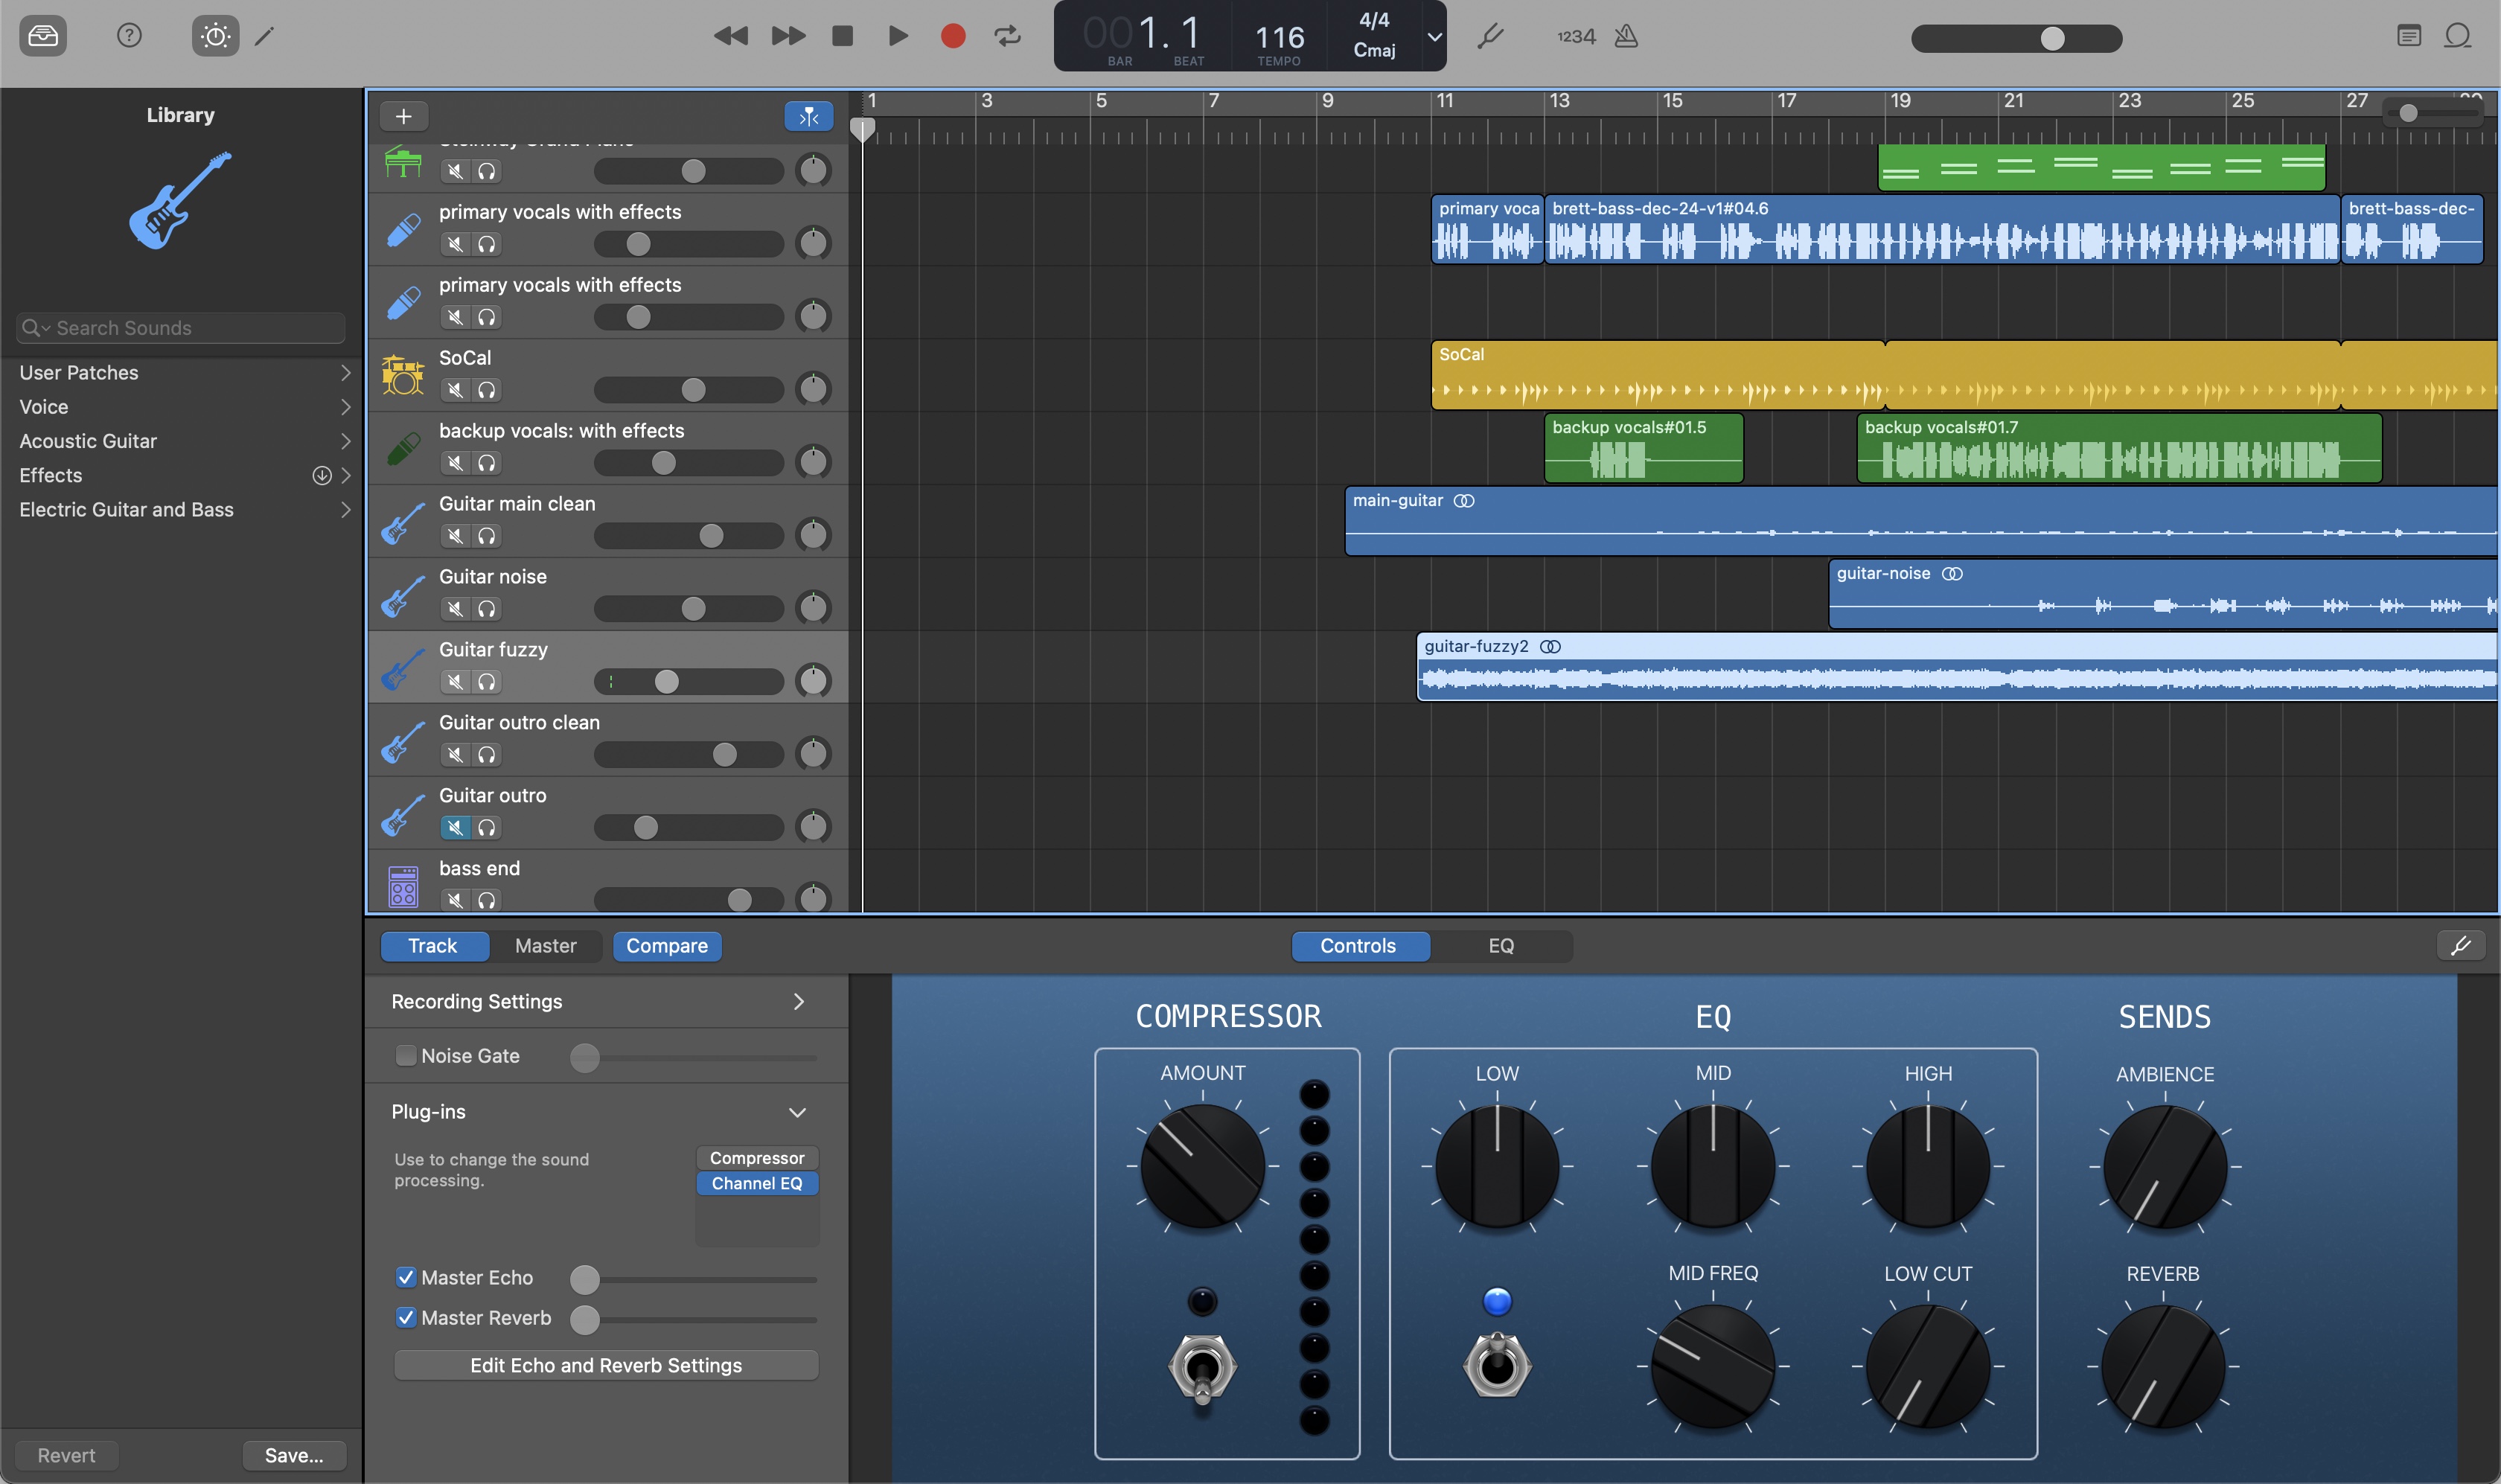 001. 1
BAR
BEAT
116
TEMPO
4/4
Cmaj
1234
Library
Search Sounds
User Patches
Voice
Acoustic Guitar
Effects
Electric Guitar and Bass
Revert
Save...
1 3 5 7 9 11 13 15 17 19 21 23 25 27
Steinway Grand Piano
primary vocals with effects
primary voca
brett-bass-dec-24-v1#04.6
brett-bass-dec-
primary vocals with effects
SoCal
SoCal
backup vocals: with effects
backup vocals#01.5
backup vocals#01.7
Guitar main clean
main-guitar
Guitar noise
guitar-noise
Guitar fuzzy
guitar-fuzzy2
Guitar outro clean
Guitar outro
bass end
Track
Master
Compare
Controls
EQ
Recording Settings
Noise Gate
Plug-ins
Use to change the sound
processing.
Compressor
Channel EQ
Master Echo
Master Reverb
Edit Echo and Reverb Settings
COMPRESSOR
AMOUNT
EQ
LOW
MID
HIGH
MID FREQ
LOW CUT
SENDS
AMBIENCE
REVERB